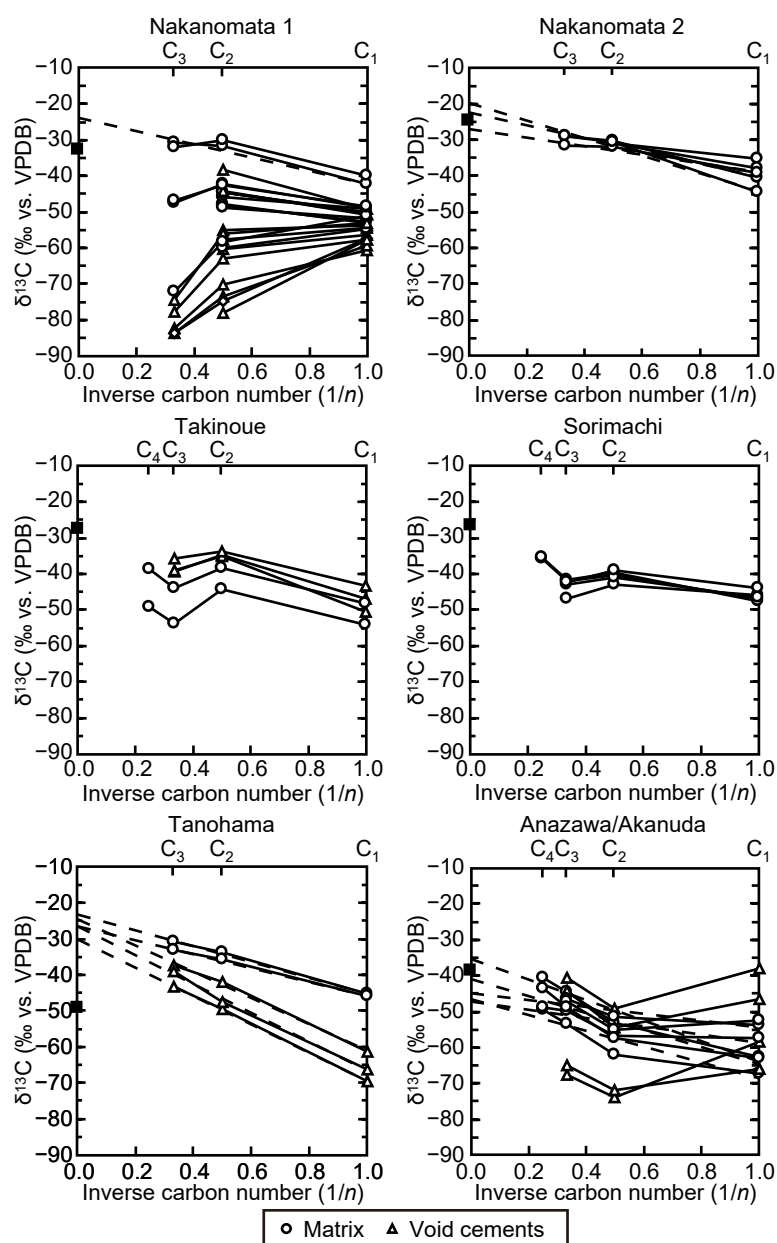 Nakanomata 1
C₃ C₂ C₁
−10
−20
−30
−40
−50
−60
−70
−80
−90
δ¹³C (‰ vs. VPDB)
0.0 0.2 0.4 0.6 0.8 1.0
Inverse carbon number (1/n)
Nakanomata 2
C₃ C₂ C₁
−10
−20
−30
−40
−50
−60
−70
−80
−90
δ¹³C (‰ vs. VPDB)
0.0 0.2 0.4 0.6 0.8 1.0
Inverse carbon number (1/n)
Takinoue
C₄ C₃ C₂ C₁
−10
−20
−30
−40
−50
−60
−70
−80
−90
δ¹³C (‰ vs. VPDB)
0.0 0.2 0.4 0.6 0.8 1.0
Inverse carbon number (1/n)
Sorimachi
C₄ C₃ C₂ C₁
−10
−20
−30
−40
−50
−60
−70
−80
−90
δ¹³C (‰ vs. VPDB)
0.0 0.2 0.4 0.6 0.8 1.0
Inverse carbon number (1/n)
Tanohama
C₃ C₂ C₁
−10
−20
−30
−40
−50
−60
−70
−80
−90
δ¹³C (‰ vs. VPDB)
0.0 0.2 0.4 0.6 0.8 1.0
Inverse carbon number (1/n)
Anazawa/Akanuda
C₄ C₃ C₂ C₁
−10
−20
−30
−40
−50
−60
−70
−80
−90
δ¹³C (‰ vs. VPDB)
0.0 0.2 0.4 0.6 0.8 1.0
Inverse carbon number (1/n)
Matrix Void cements